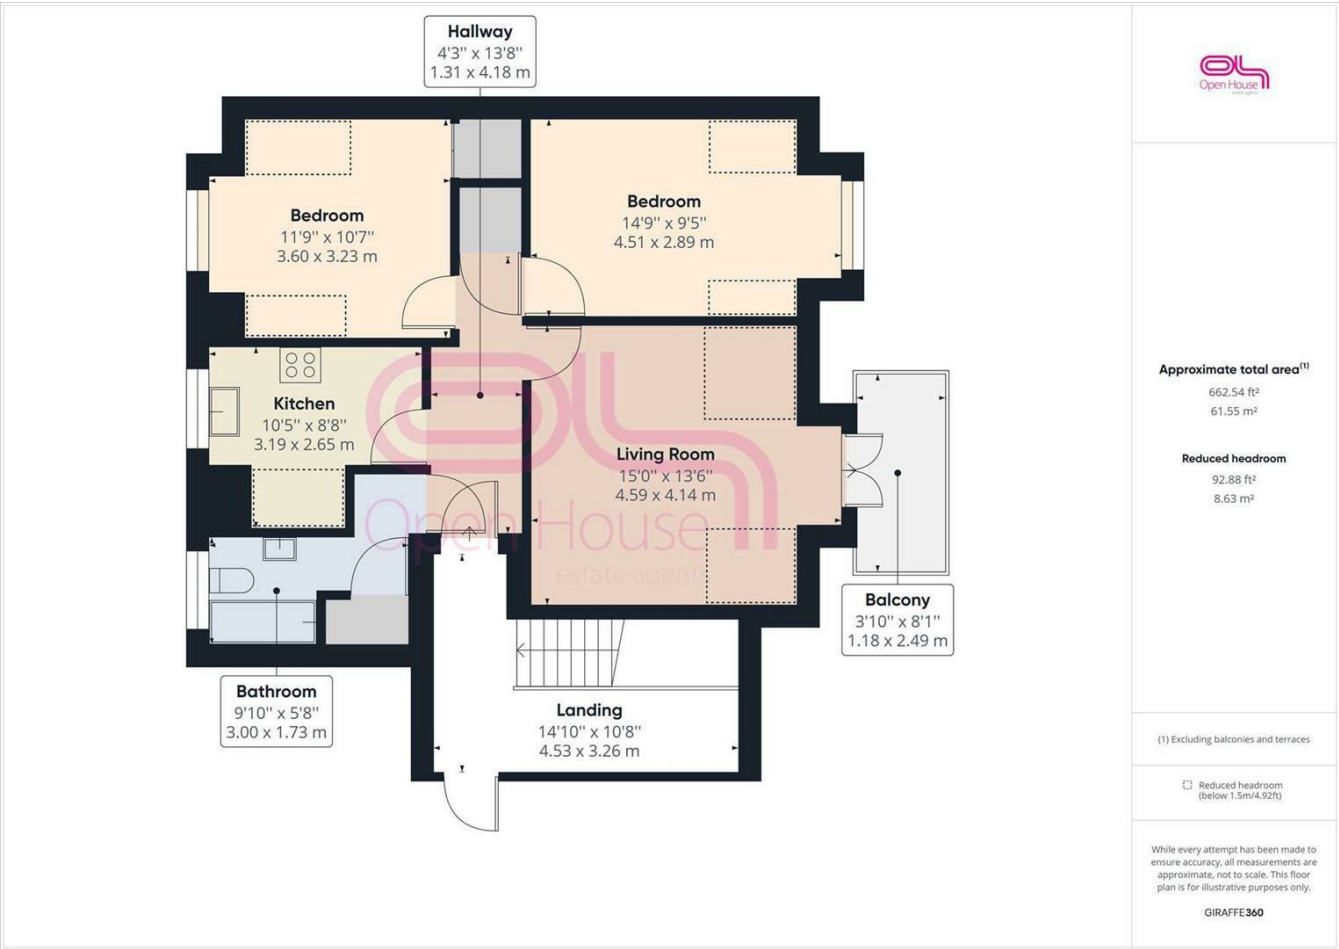 Hallway
4'3'' x 13'8''
1.31 x 4.18 m
Bedroom
11'9'' x 10'7''
3.60 x 3.23 m
Bedroom
14'9'' x 9'5''
4.51 x 2.89 m
Kitchen
10'5'' x 8'8''
3.19 x 2.65 m
Living Room
15'0'' x 13'6''
4.59 x 4.14 m
Open House
estate agents
Balcony
3'10'' x 8'1''
1.18 x 2.49 m
Bathroom
9'10'' x 5'8''
3.00 x 1.73 m
Landing
14'10'' x 10'8''
4.53 x 3.26 m
Open House
estate agents
Approximate total area(1)
662.54 ft²
61.55 m²
Reduced headroom
92.88 ft²
8.63 m²
(1) Excluding balconies and terraces
Reduced headroom
(below 1.5m/4.92ft)
While every attempt has been made to
ensure accuracy, all measurements are
approximate, not to scale. This floor
plan is for illustrative purposes only.
GIRAFFE360